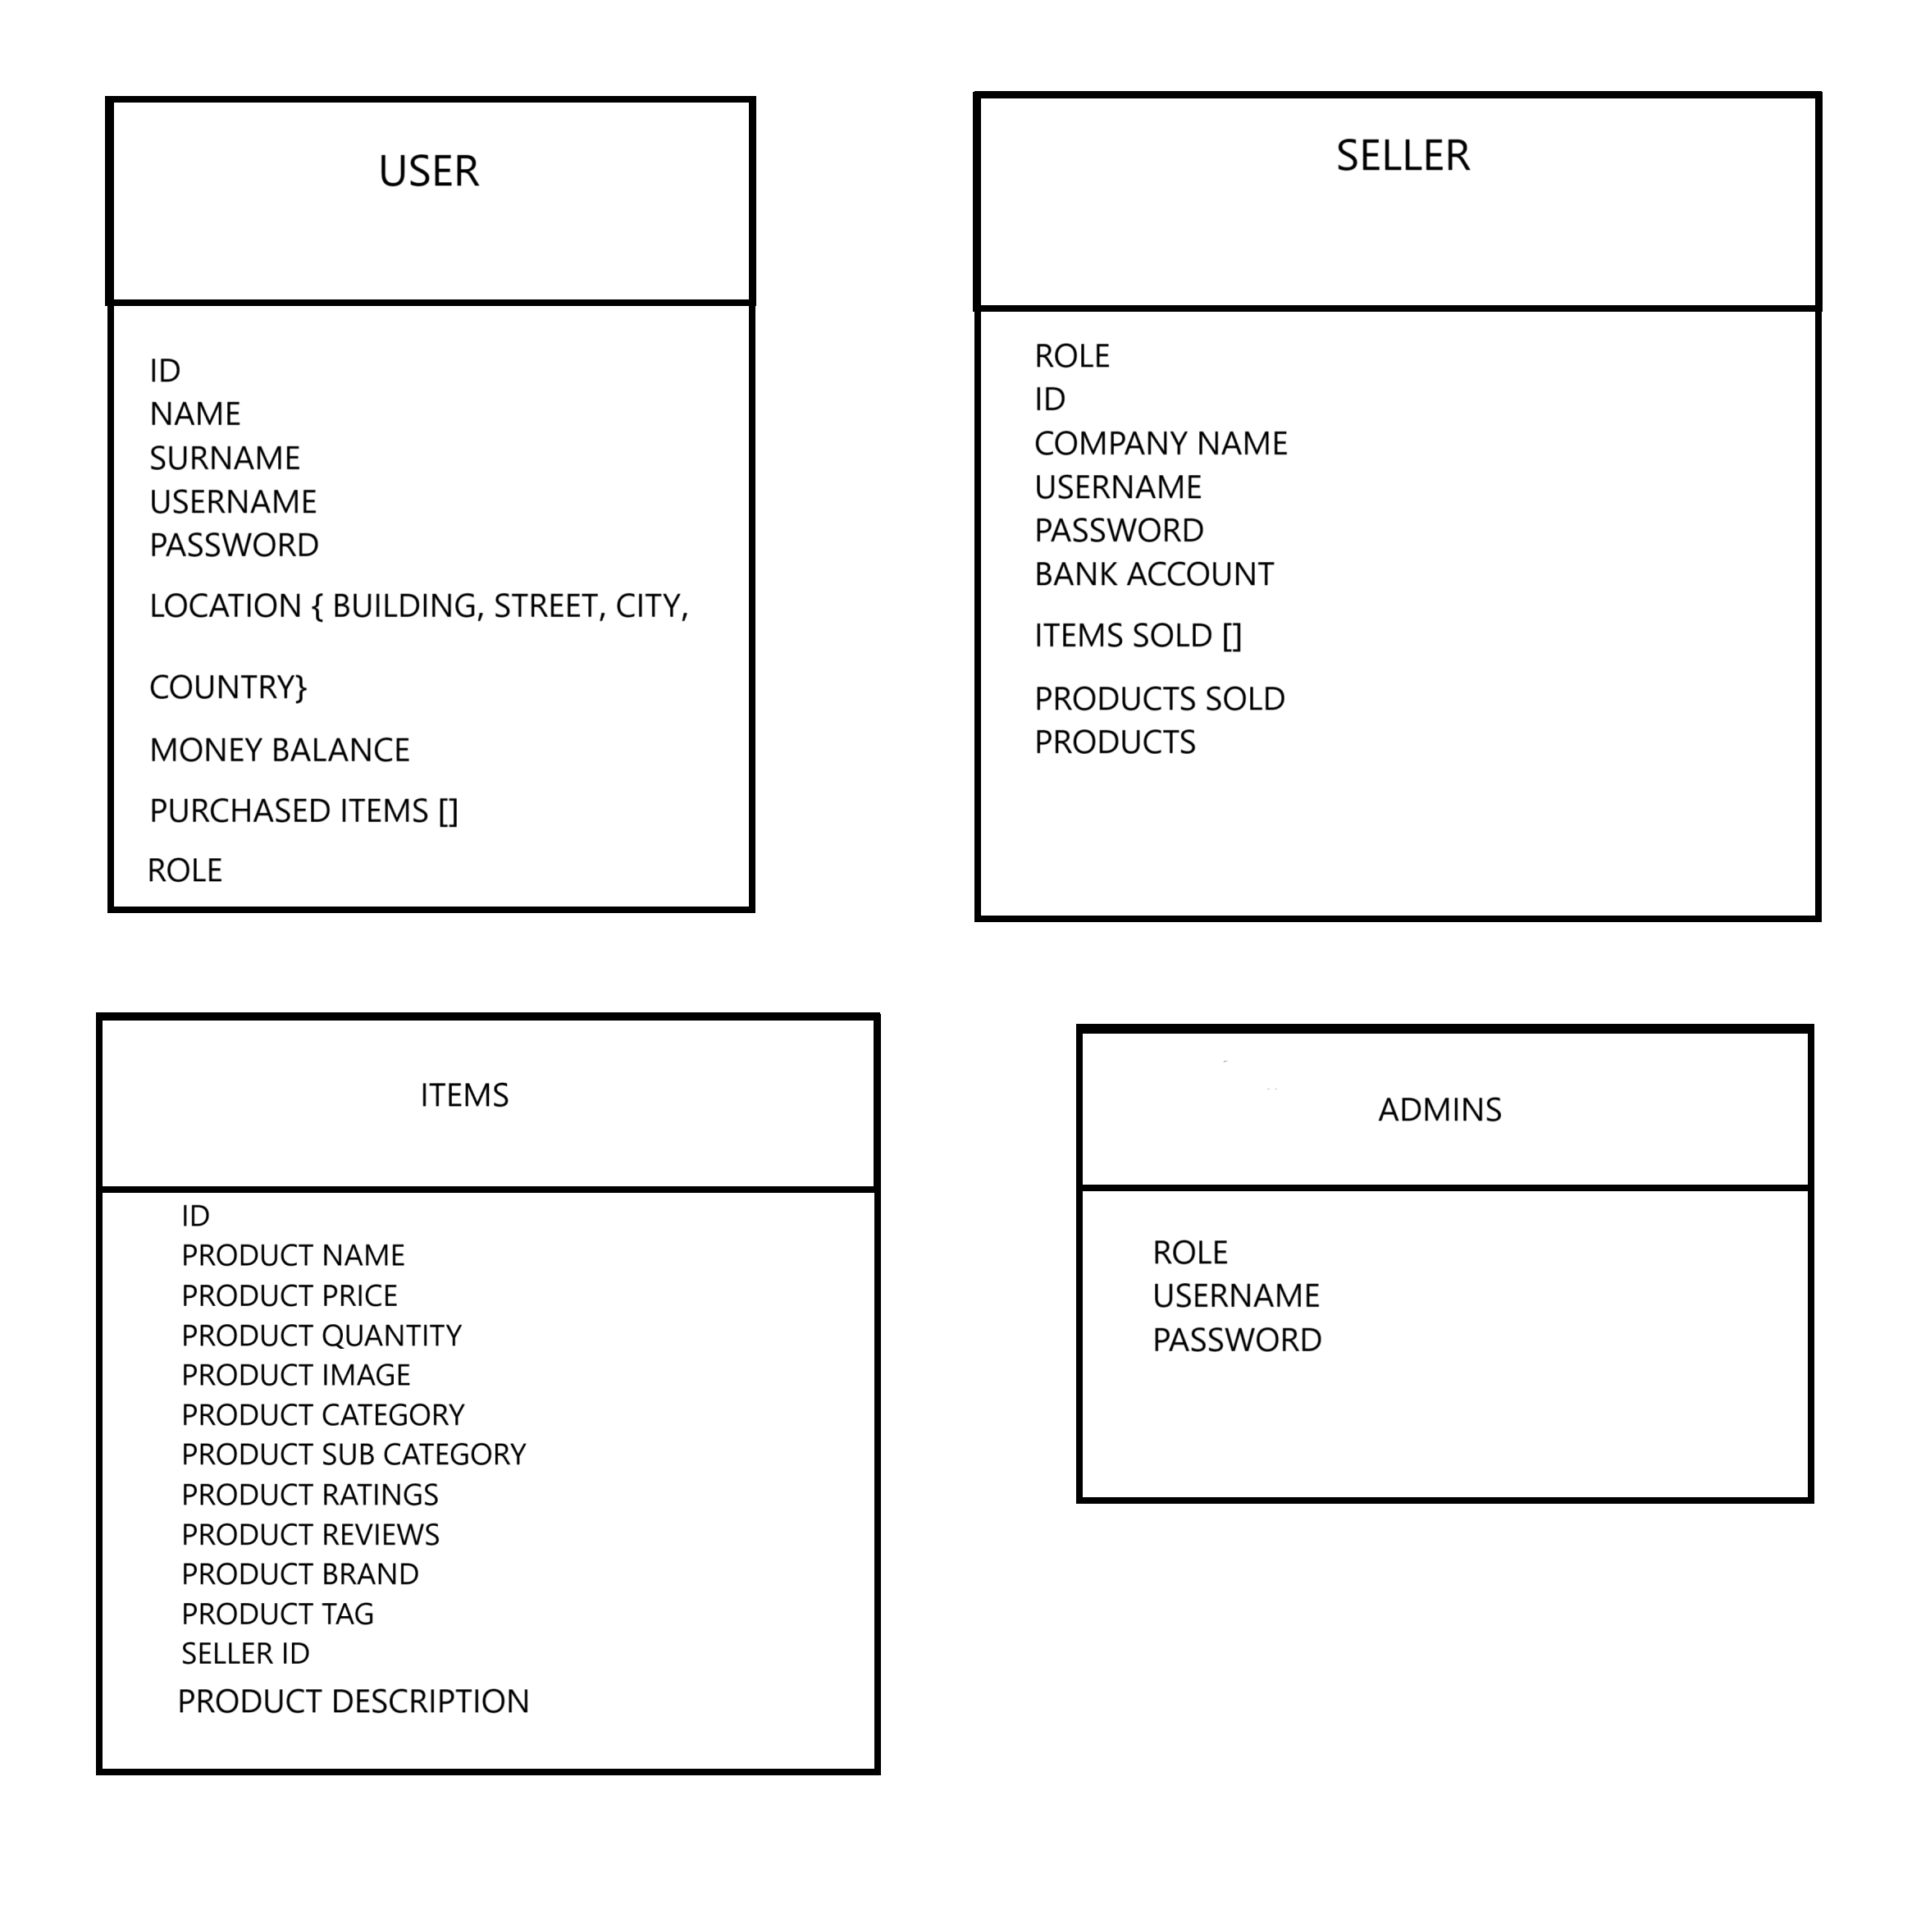 USER
ID
NAME
SURNAME
USERNAME
PASSWORD
LOCATION { BUILDING, STREET, CITY,
COUNTRY}
MONEY BALANCE
PURCHASED ITEMS []
ROLE
SELLER
ROLE
ID
COMPANY NAME
USERNAME
PASSWORD
BANK ACCOUNT
ITEMS SOLD []
PRODUCTS SOLD
PRODUCTS
ITEMS
ID
PRODUCT NAME
PRODUCT PRICE
PRODUCT QUANTITY
PRODUCT IMAGE
PRODUCT CATEGORY
PRODUCT SUB CATEGORY
PRODUCT RATINGS
PRODUCT REVIEWS
PRODUCT BRAND
PRODUCT TAG
SELLER ID
PRODUCT DESCRIPTION
ADMINS
ROLE
USERNAME
PASSWORD